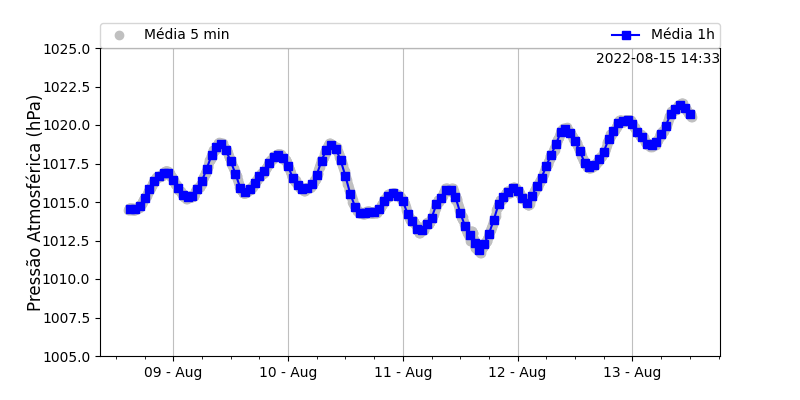 Média 5 min
Média 1h
2022-08-15 14:33
Pressão Atmosférica (hPa)
1025.0
1022.5
1020.0
1017.5
1015.0
1012.5
1010.0
1007.5
1005.0
09 - Aug
10 - Aug
11 - Aug
12 - Aug
13 - Aug